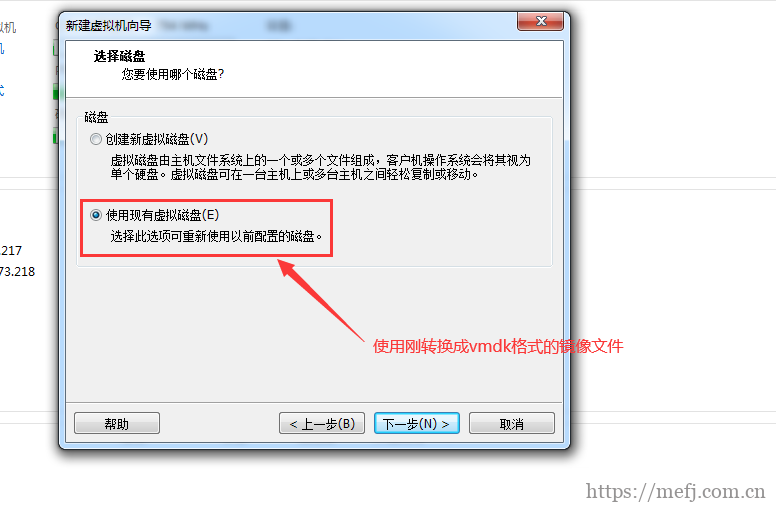 新建虚拟机向导
拟机
机
式
选择磁盘
您要使用哪个磁盘?
磁盘
创建新虚拟磁盘(V)
虚拟磁盘由主机文件系统上的一个或多个文件组成，客户机操作系统会将其视为
单个硬盘。虚拟磁盘可在一台主机上或多台主机之间轻松复制或移动。
使用现有虚拟磁盘(E)
选择此选项可重新使用以前配置的磁盘。
.217
73.218
使用刚转换成vmdk格式的镜像文件
帮助
< 上一步(B)
下一步(N) >
取消
https://mefj.com.cn